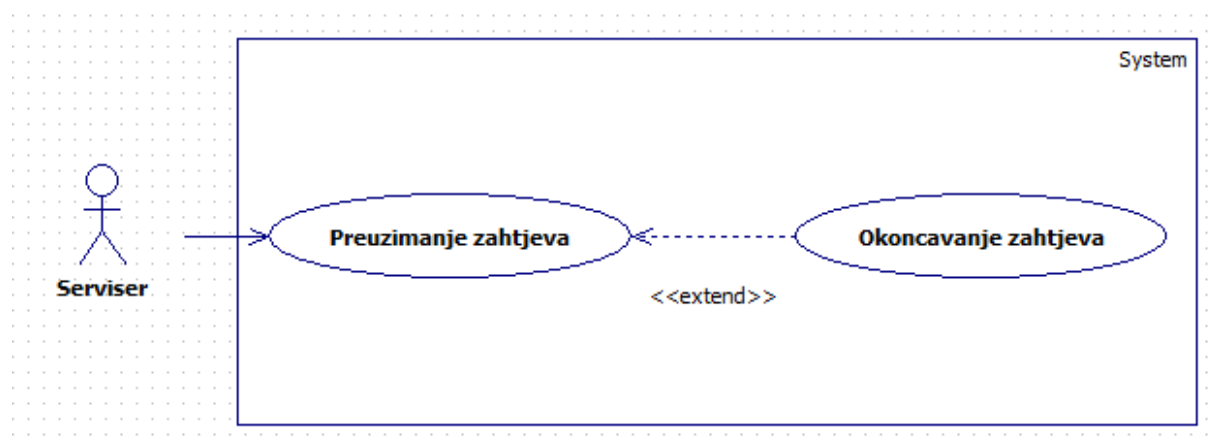 System
Preuzimanje zahtjeva
Okoncavanje zahtjeva
Serviser
<<extend>>